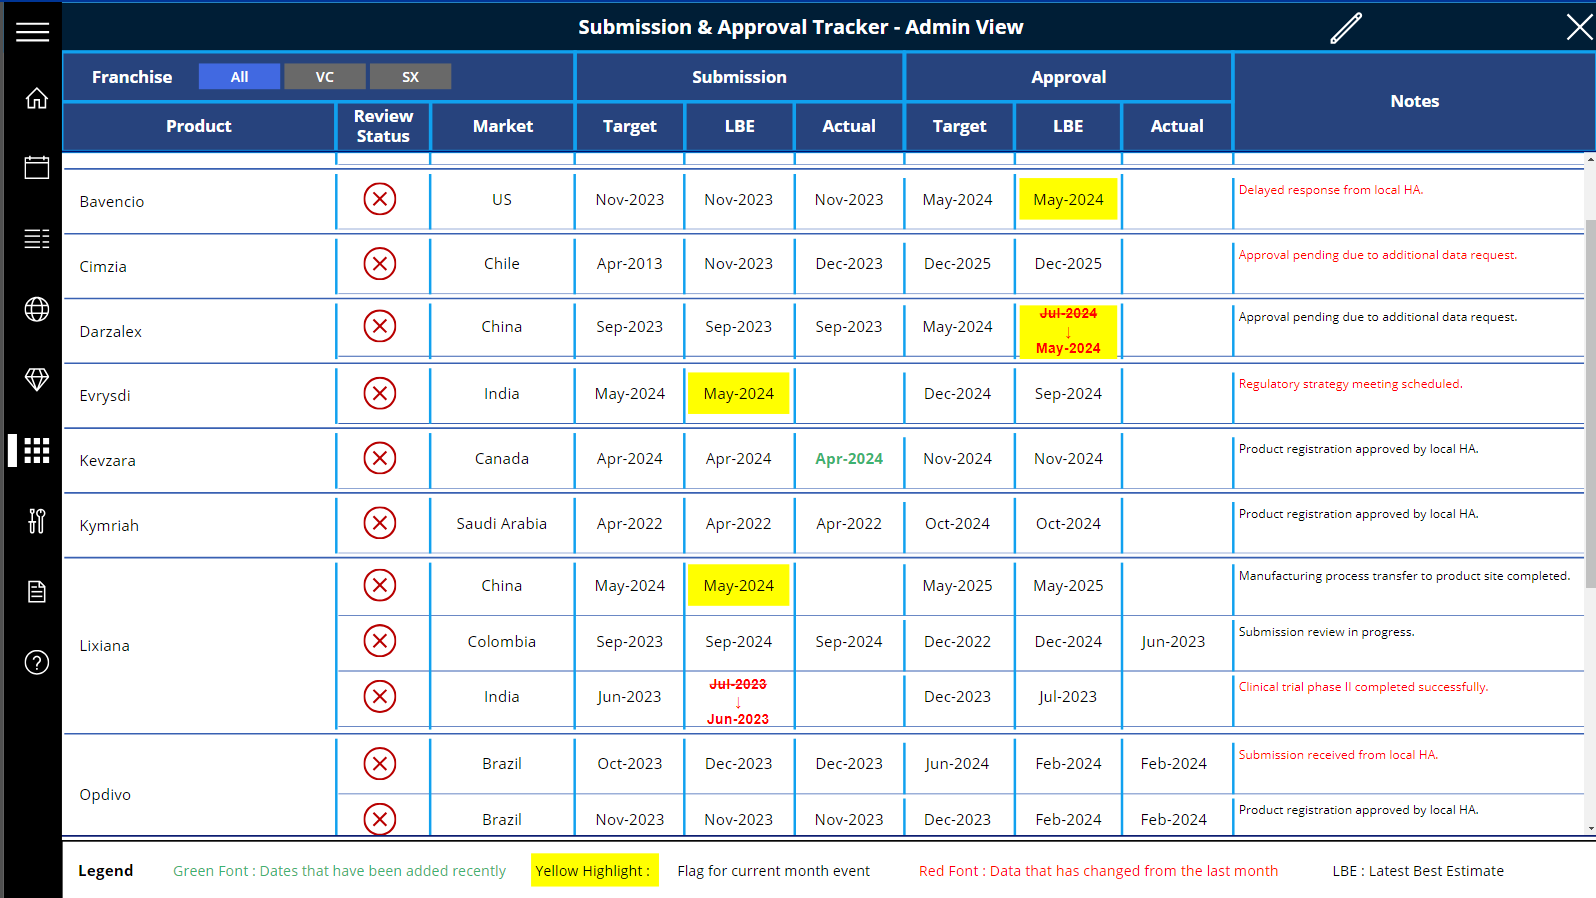 Submission & Approval Tracker - Admin View
Franchise All VC SX Submission Approval Notes
Product Review Status Market Target LBE Actual Target LBE Actual
Bavencio US Nov-2023 Nov-2023 Nov-2023 May-2024 May-2024 Delayed response from local HA.
Cimzia Chile Apr-2013 Nov-2023 Dec-2023 Dec-2025 Dec-2025 Approval pending due to additional data request.
Darzalex China Sep-2023 Sep-2023 Sep-2023 May-2024 Jul-2024 ↓ May-2024 Approval pending due to additional data request.
Evrysdi India May-2024 May-2024 Dec-2024 Sep-2024 Regulatory strategy meeting scheduled.
Kevzara Canada Apr-2024 Apr-2024 Apr-2024 Nov-2024 Nov-2024 Product registration approved by local HA.
Kymriah Saudi Arabia Apr-2022 Apr-2022 Apr-2022 Oct-2024 Oct-2024 Product registration approved by local HA.
Lixiana China May-2024 May-2024 May-2025 May-2025 Manufacturing process transfer to product site completed.
Colombia Sep-2023 Sep-2024 Sep-2024 Dec-2022 Dec-2024 Jun-2023 Submission review in progress.
India Jun-2023 Jul-2023 ↓ Jun-2023 Dec-2023 Jul-2023 Clinical trial phase II completed successfully.
Opdivo Brazil Oct-2023 Dec-2023 Dec-2023 Jun-2024 Feb-2024 Feb-2024 Submission received from local HA.
Brazil Nov-2023 Nov-2023 Nov-2023 Dec-2023 Feb-2024 Feb-2024 Product registration approved by local HA.
Legend Green Font : Dates that have been added recently Yellow Highlight : Flag for current month event Red Font : Data that has changed from the last month LBE : Latest Best Estimate